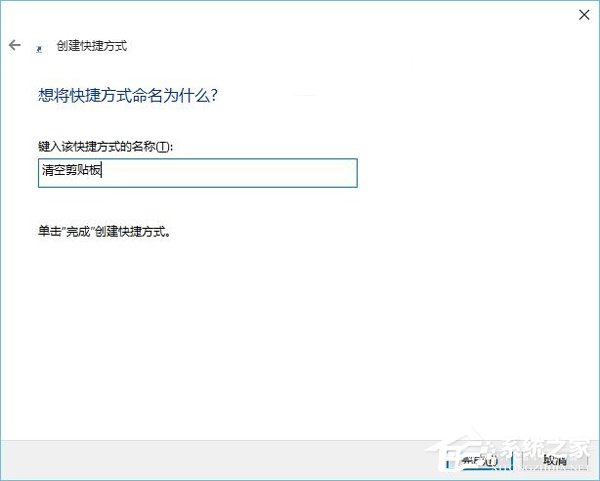 创建快捷方式
想将快捷方式命名为什么?
键入该快捷方式的名称(T):
清空剪贴板
单击"完成"创建快捷方式。
系统之家
取消